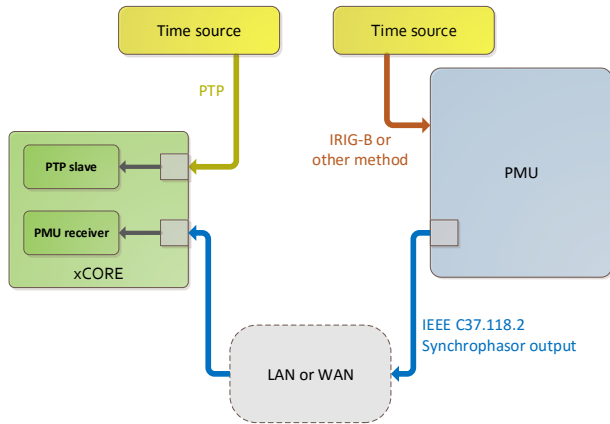 Time source
Time source
PTP
IRIG-B or
other method
PTP slave
PMU receiver
xCORE
PMU
IEEE C37.118.2
Synchrophasor output
LAN or WAN